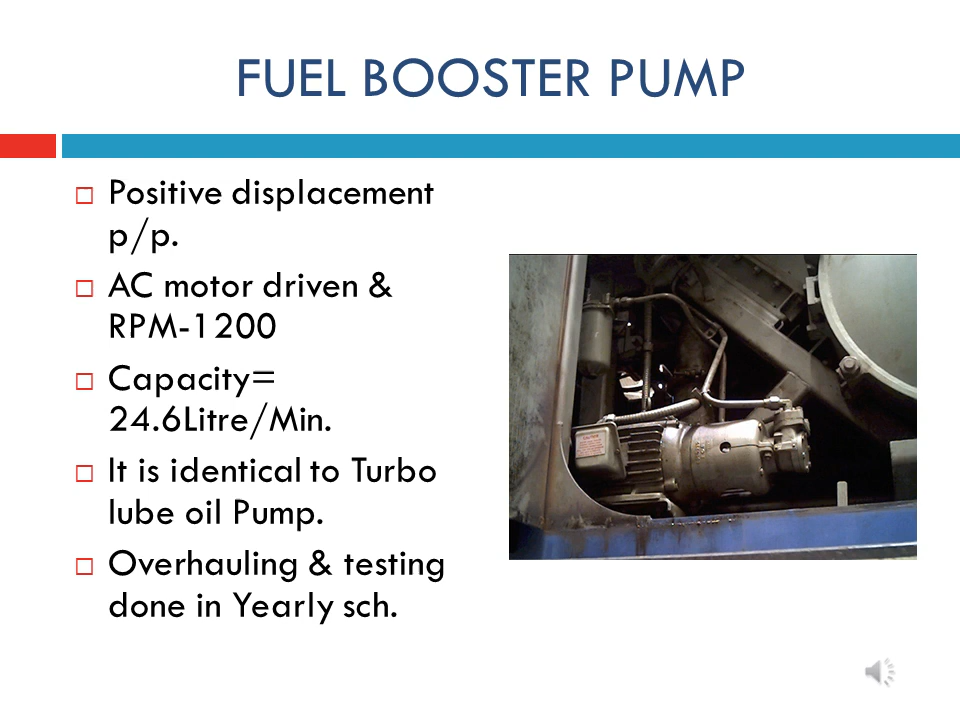 FUEL BOOSTER PUMP
Positive displacement
p/p.
AC motor driven &
RPM-1200
Capacity=
24.6Litre/Min.
It is identical to Turbo
lube oil Pump.
Overhauling & testing
done in Yearly sch.